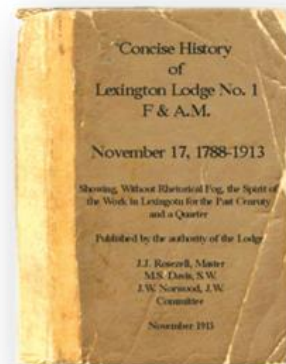 Concise History
of
Lexington Lodge No. 1
F & A.M.
November 17, 1788-1913
Showing, Without Rhetorical Fog, the Spirit of
the Work in Lexingotn for the Past Cenruty
and a Quarter
Published by the authority of the Lodge
J.J. Rosezell, Master
M.S. Davis, S.W.
J.W. Norwood, J.W.
Committee
November 1913